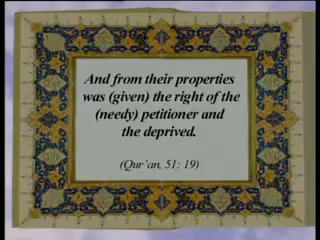 And from their properties
was (given) the right of the
(needy) petitioner and
the deprived.
(Qur'an, 51: 19)